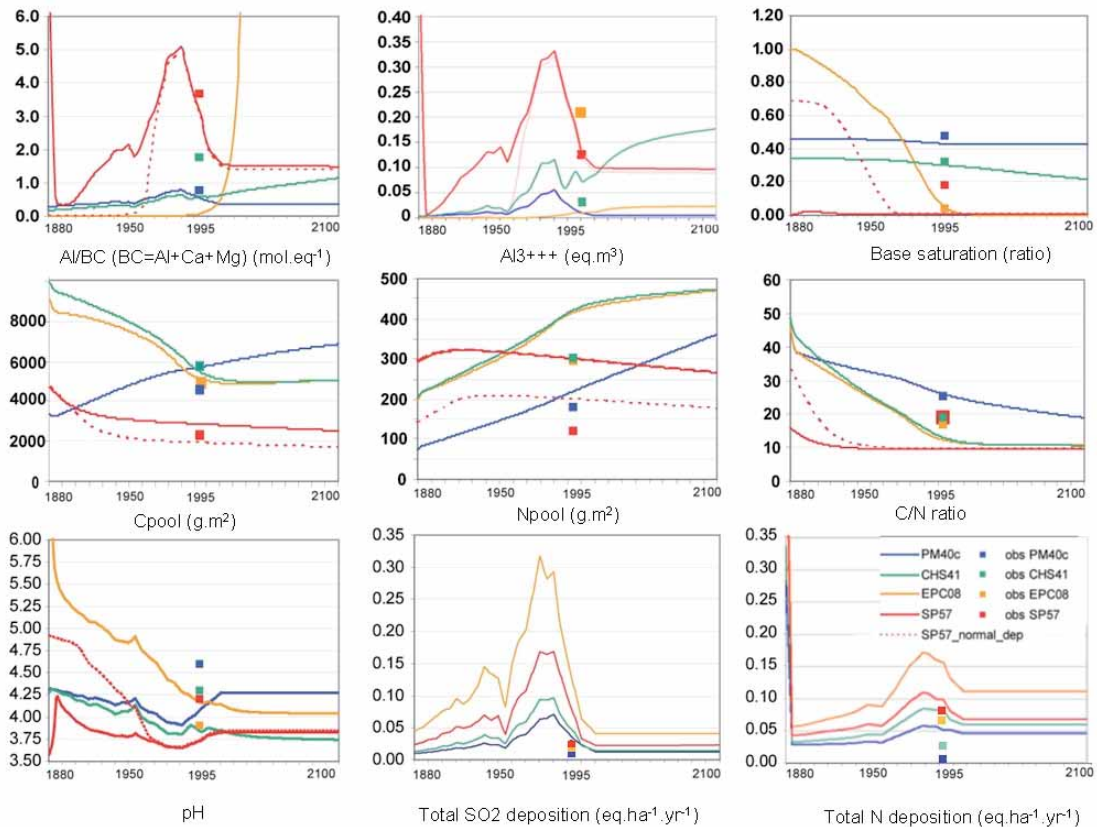 6.0
5.0
4.0
3.0
2.0
1.0
0.0
1880 1950 1995 2100
Al/BC (BC=Al+Ca+Mg) (mol.eq-1)
0.40
0.35
0.30
0.25
0.20
0.15
0.10
0.05
0
1880 1950 1995 2100
Al3+++ (eq.m³)
1.20
1.00
0.80
0.60
0.40
0.20
0.00
1880 1950 1995 2100
Base saturation (ratio)
8000
6000
4000
2000
0
1880 1950 1995 2100
Cpool (g.m²)
500
400
300
200
100
0
1880 1950 1995 2100
Npool (g.m²)
60
50
40
30
20
10
0
1880 1950 1995 2100
C/N ratio
6.00
5.75
5.50
5.25
5.00
4.75
4.50
4.25
4.00
3.75
3.50
1880 1950 1995 2100
pH
0.35
0.30
0.25
0.20
0.15
0.10
0.05
0.00
1880 1950 1995 2100
Total SO2 deposition (eq.ha-1.yr-1)
0.35
0.30
0.25
0.20
0.15
0.10
0.05
0.00
PM40c obs PM40c
CHS41 obs CHS41
EPC08 obs EPC08
SP57 obs SP57
SP57_normal_dep
1880 1950 1995 2100
Total N deposition (eq.ha-1.yr-1)